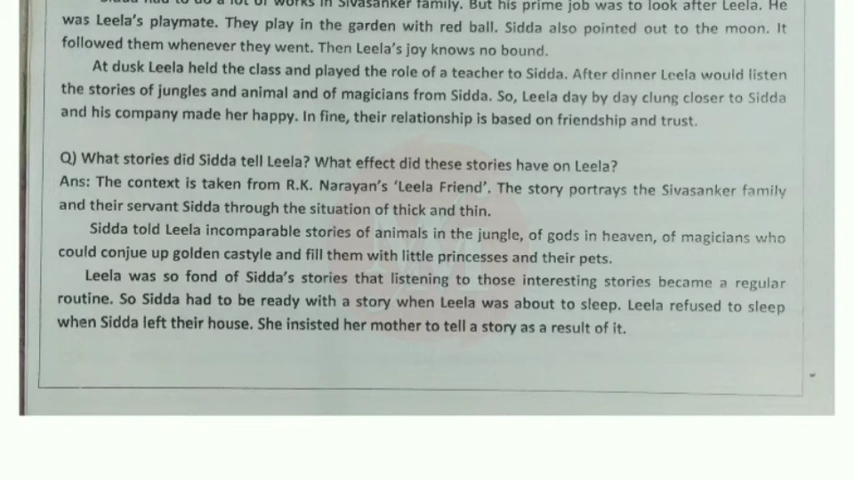 Sidda had to do a lot of works in Sivasanker family. But his prime job was to look after Leela. He
was Leela's playmate. They play in the garden with red ball. Sidda also pointed out to the moon. It
followed them whenever they went. Then Leela's joy knows no bound.
At dusk Leela held the class and played the role of a teacher to Sidda. After dinner Leela would listen
the stories of jungles and animal and of magicians from Sidda. So, Leela day by day clung closer to Sidda
and his company made her happy. In fine, their relationship is based on friendship and trust.
Q) What stories did Sidda tell Leela? What effect did these stories have on Leela?
Ans: The context is taken from R.K. Narayan's 'Leela Friend'. The story portrays the Sivasanker family
and their servant Sidda through the situation of thick and thin.
Sidda told Leela incomparable stories of animals in the jungle, of gods in heaven, of magicians who
could conjue up golden castyle and fill them with little princesses and their pets.
Leela was so fond of Sidda's stories that listening to those interesting stories became a regular
routine. So Sidda had to be ready with a story when Leela was about to sleep. Leela refused to sleep
when Sidda left their house. She insisted her mother to tell a story as a result of it.